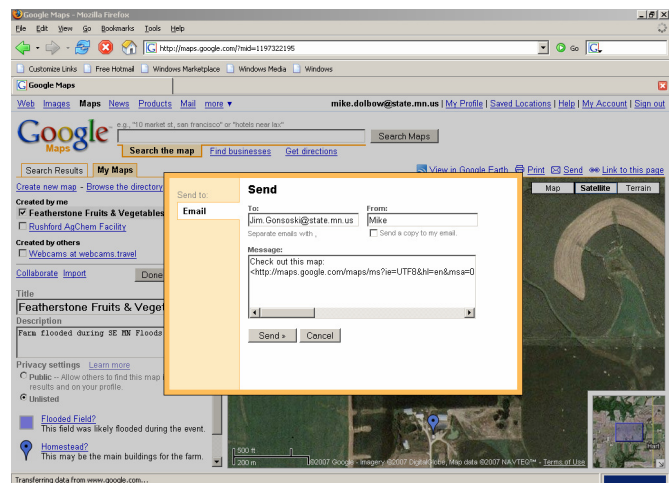 Google Maps - Mozilla Firefox
File Edit View Go Bookmarks Tools Help
http://maps.google.com/?mid=1197322195
Go
Customize Links Free Hotmail Windows Marketplace Windows Media Windows
Google Maps
Web Images Maps News Products Mail more ▼ mike.dolbow@state.mn.us | My Profile | Saved Locations | Help | My Account | Sign out
Google Maps
e.g., "10 market st, san francisco" or "hotels near lax"
Search Maps
Search the map Find businesses Get directions
Search Results My Maps View in Google Earth Print Send Link to this page
Create new map - Browse the directory
Map Satellite Terrain
Created by me
Featherstone Fruits & Vegetables
Rushford AgChem Facility
Created by others
Webcams at webcams.travel
Collaborate Import Done
Title
Featherstone Fruits & Veget
Description
Farm flooded during SE MN Floods
Privacy settings Learn more
Public -- Allow others to find this map i
results and on your profile.
Unlisted
Flooded Field?
This field was likely flooded during the event.
Homestead?
This may be the main buildings for the farm.
Send to:
Email
Send
To: From:
Jim.Gonsoski@state.mn.us Mike
Separate emails with , Send a copy to my email.
Message:
Check out this map:
<http://maps.google.com/maps/ms?ie=UTF8&hl=en&msa=0
Send » Cancel
500 ft
200 m
©2007 Google - Imagery ©2007 DigitalGlobe, Map data ©2007 NAVTEQ™ - Terms of Use
Transferring data from www.google.com...